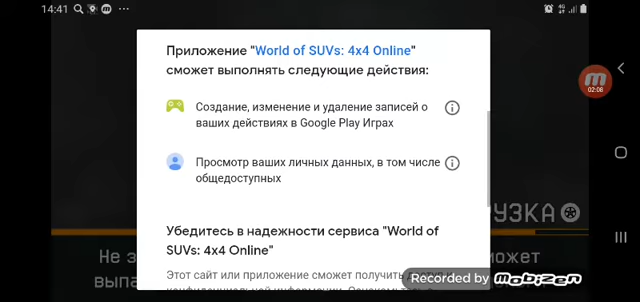 14:41
Приложение "World of SUVs: 4x4 Online"
сможет выполнять следующие действия:
Создание, изменение и удаление записей о
ваших действиях в Google Play Играх
Просмотр ваших личных данных, в том числе
общедоступных
02:08
УЗКА
Убедитесь в надежности сервиса "World of
SUVs: 4x4 Online"
Не з
может
выпа
Этот сайт или приложение сможет получить
Recorded by Mobizen